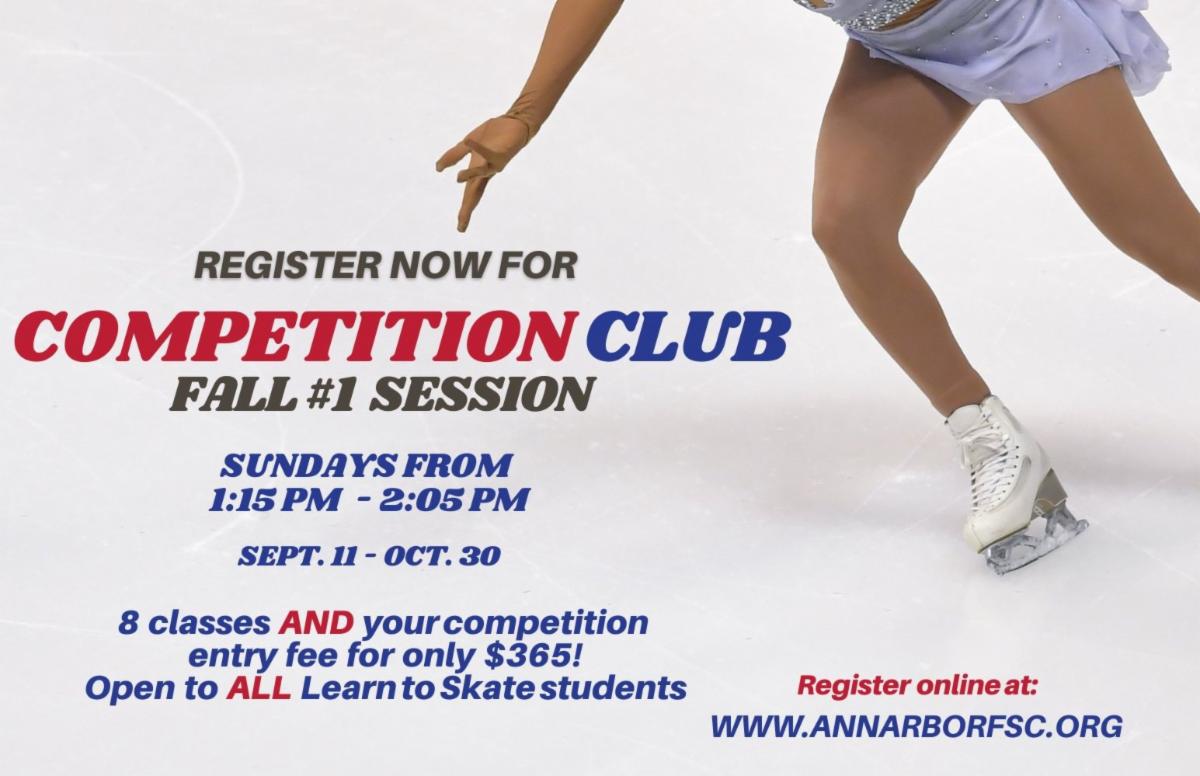 REGISTER NOW FOR
COMPETITION CLUB
FALL #1 SESSION
SUNDAYS FROM
1:15 PM - 2:05 PM
SEPT. 11 - OCT. 30
8 classes AND your competition
entry fee for only $365!
Open to ALL Learn to Skate students
Register online at:
WWW.ANNARBORFSC.ORG